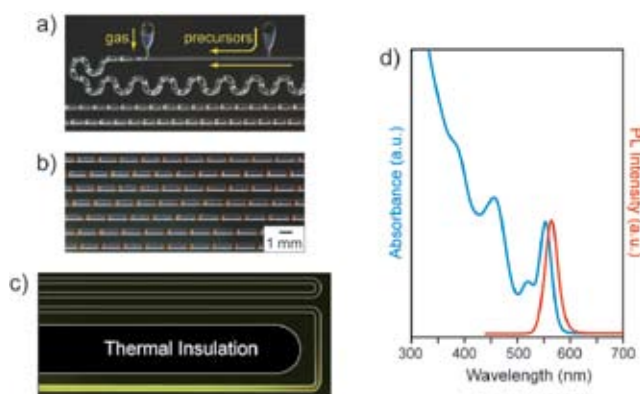 a)
gas
precursors
b)
1 mm
c)
Thermal Insulation
d)
Absorbance (a.u.)
PL Intensity (a.u.)
300 400 500 600 700
Wavelength (nm)